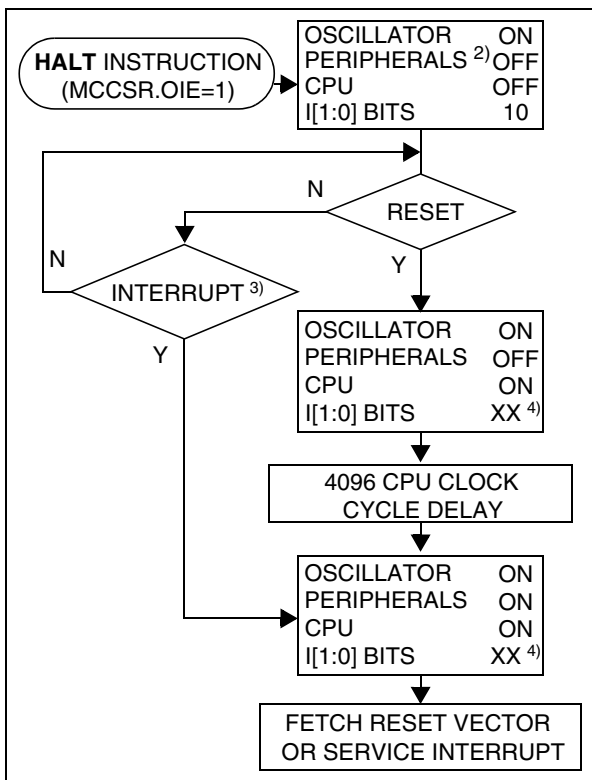 HALT INSTRUCTION
(MCCSR.OIE=1)
OSCILLATOR ON
PERIPHERALS 2) OFF
CPU OFF
I[1:0] BITS 10
N
RESET
N
Y
INTERRUPT 3)
Y
OSCILLATOR ON
PERIPHERALS OFF
CPU ON
I[1:0] BITS XX 4)
4096 CPU CLOCK
CYCLE DELAY
OSCILLATOR ON
PERIPHERALS ON
CPU ON
I[1:0] BITS XX 4)
FETCH RESET VECTOR
OR SERVICE INTERRUPT